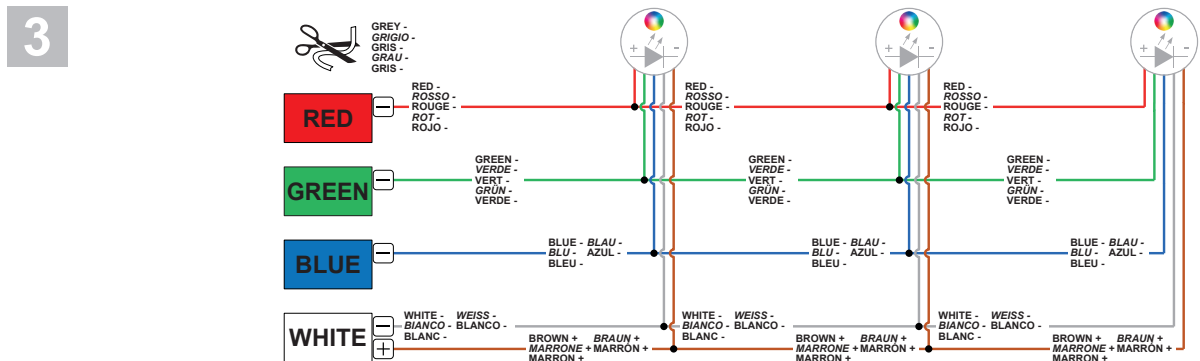 3
GREY -
GRIGIO -
GRIS -
GRAU -
GRIS -
+ -
+ -
+ -
RED
−
RED -
ROSSO -
ROUGE -
ROT -
ROJO -
RED -
ROSSO -
ROUGE -
ROT -
ROJO -
RED -
ROSSO -
ROUGE -
ROT -
ROJO -
GREEN
−
GREEN -
VERDE -
VERT -
GRÜN -
VERDE -
GREEN -
VERDE -
VERT -
GRÜN -
VERDE -
GREEN -
VERDE -
VERT -
GRÜN -
VERDE -
BLUE
−
BLUE - BLAU -
BLU - AZUL -
BLEU -
BLUE - BLAU -
BLU - AZUL -
BLEU -
BLUE - BLAU -
BLU - AZUL -
BLEU -
WHITE
−
+
WHITE - WEISS -
BIANCO - BLANCO -
BLANC -
BROWN + BRAUN +
MARRONE + MARRÓN +
MARRON +
WHITE - WEISS -
BIANCO - BLANCO -
BLANC -
BROWN + BRAUN +
MARRONE + MARRÓN +
MARRON +
WHITE - WEISS -
BIANCO - BLANCO -
BLANC -
BROWN + BRAUN +
MARRONE + MARRÓN +
MARRON +